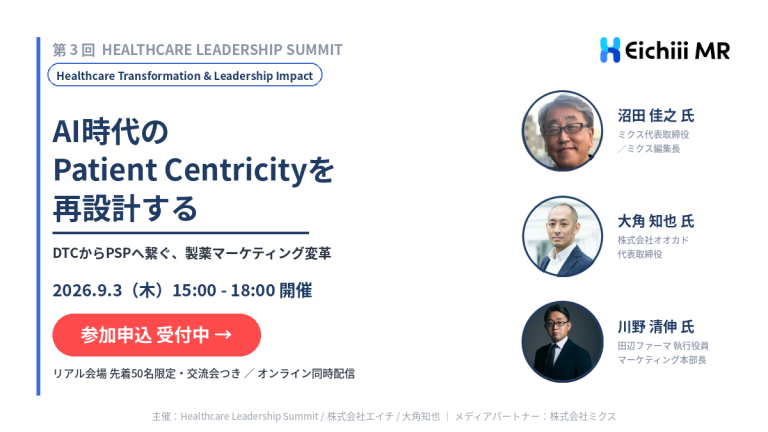 第 3 回 HEALTHCARE LEADERSHIP SUMMIT
Healthcare Transformation & Leadership Impact
AI時代の
Patient Centricityを
再設計する
DTCからPSPへ繋ぐ、製薬マーケティング変革
2026.9.3（木）15:00 - 18:00 開催
参加申込 受付中 →
リアル会場 先着50名限定・交流会つき ／ オンライン同時配信
Eichiii MR
沼田 佳之 氏
ミクス代表取締役
／ミクス編集長
大角 知也 氏
株式会社オオカド
代表取締役
川野 清伸 氏
田辺ファーマ 執行役員
マーケティング本部長
主催：Healthcare Leadership Summit / 株式会社エイチ / 大角知也 ｜ メディアパートナー：株式会社ミクス